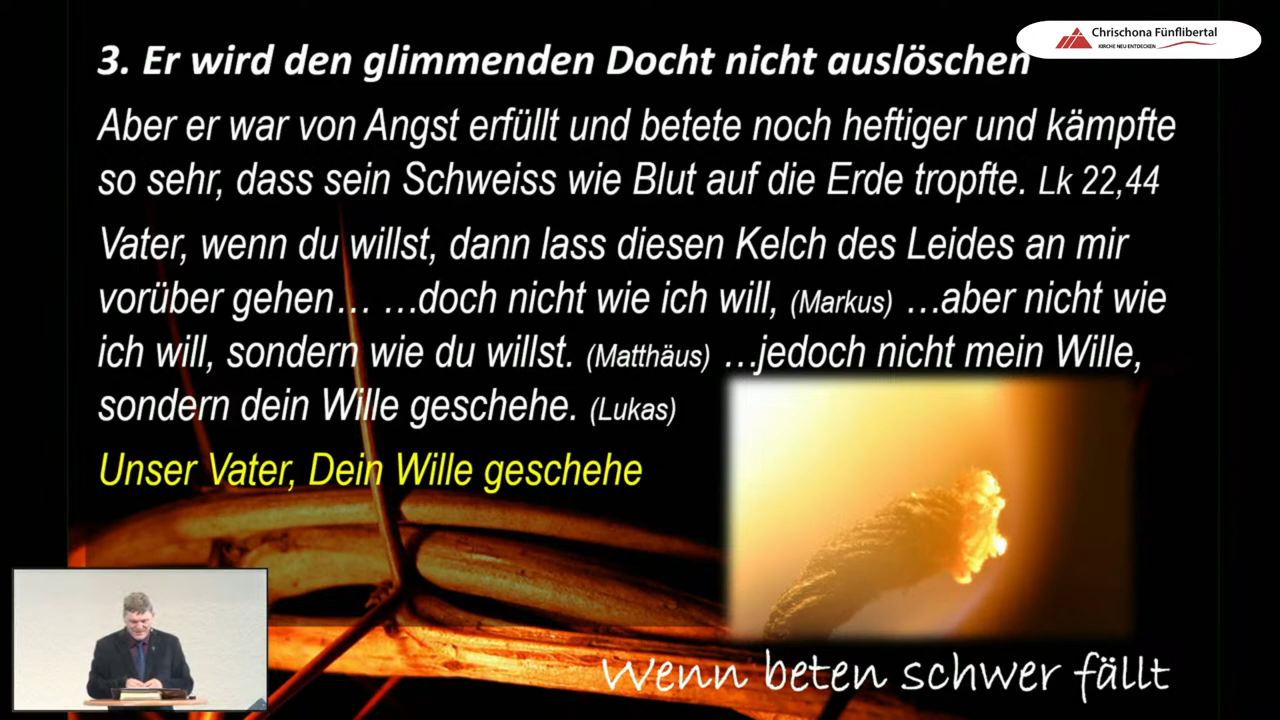 Chrischona Fünflibertal
KIRCHE NEU ENTDECKEN
3. Er wird den glimmenden Docht nicht auslöschen
Aber er war von Angst erfüllt und betete noch heftiger und kämpfte
so sehr, dass sein Schweiss wie Blut auf die Erde tropfte. Lk 22,44
Vater, wenn du willst, dann lass diesen Kelch des Leides an mir
vorüber gehen… …doch nicht wie ich will, (Markus) …aber nicht wie
ich will, sondern wie du willst. (Matthäus) …jedoch nicht mein Wille,
sondern dein Wille geschehe. (Lukas)
Unser Vater, Dein Wille geschehe
Wenn beten schwer fällt